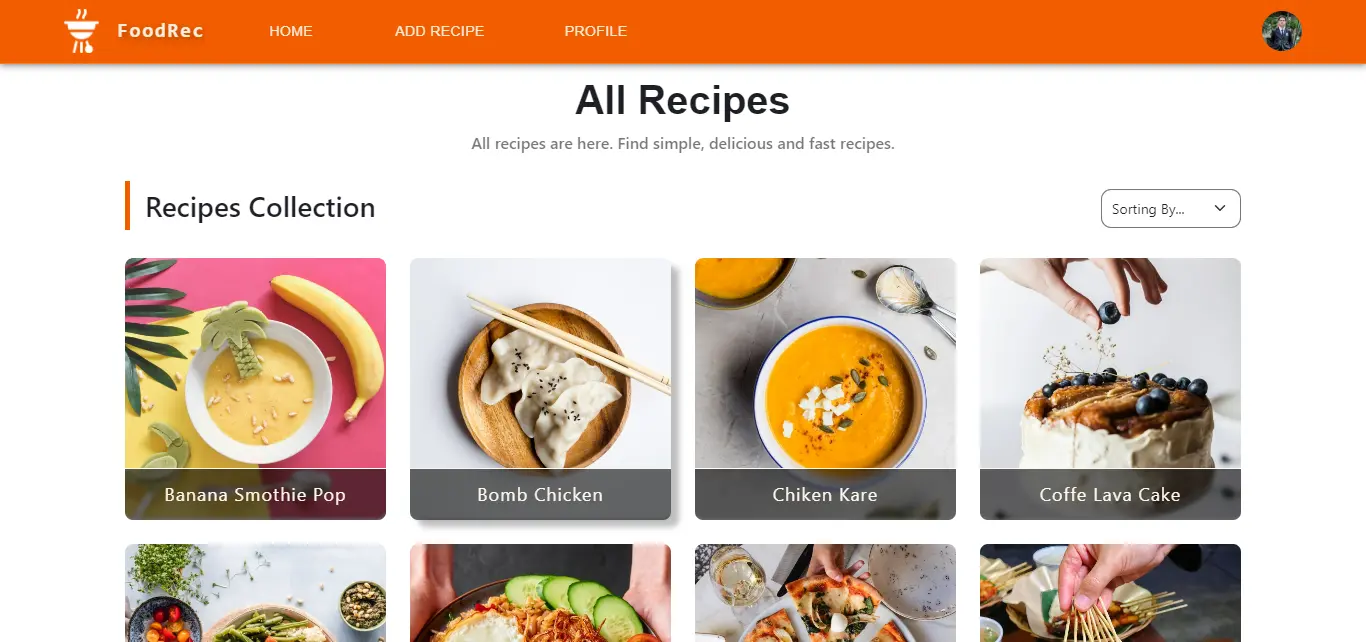 FoodRec
HOME
ADD RECIPE
PROFILE
All Recipes
All recipes are here. Find simple, delicious and fast recipes.
Recipes Collection
Sorting By...
Banana Smothie Pop
Bomb Chicken
Chiken Kare
Coffe Lava Cake